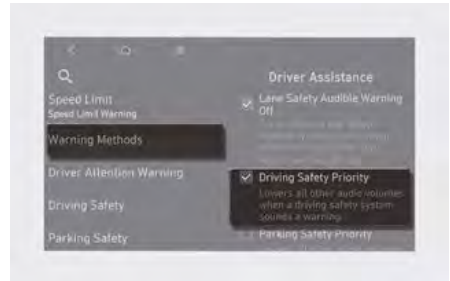 Driver Assistance
Speed Limit
Speed Limit Warning
Warning Methods
Driver Attention Warning
Driving Safety
Parking Safety
Lane Safety Audible Warning
Off
Driving Safety Priority
Lowers all other audio volumes
when a driving safety system
sounds a warning
Parking Safety Priority